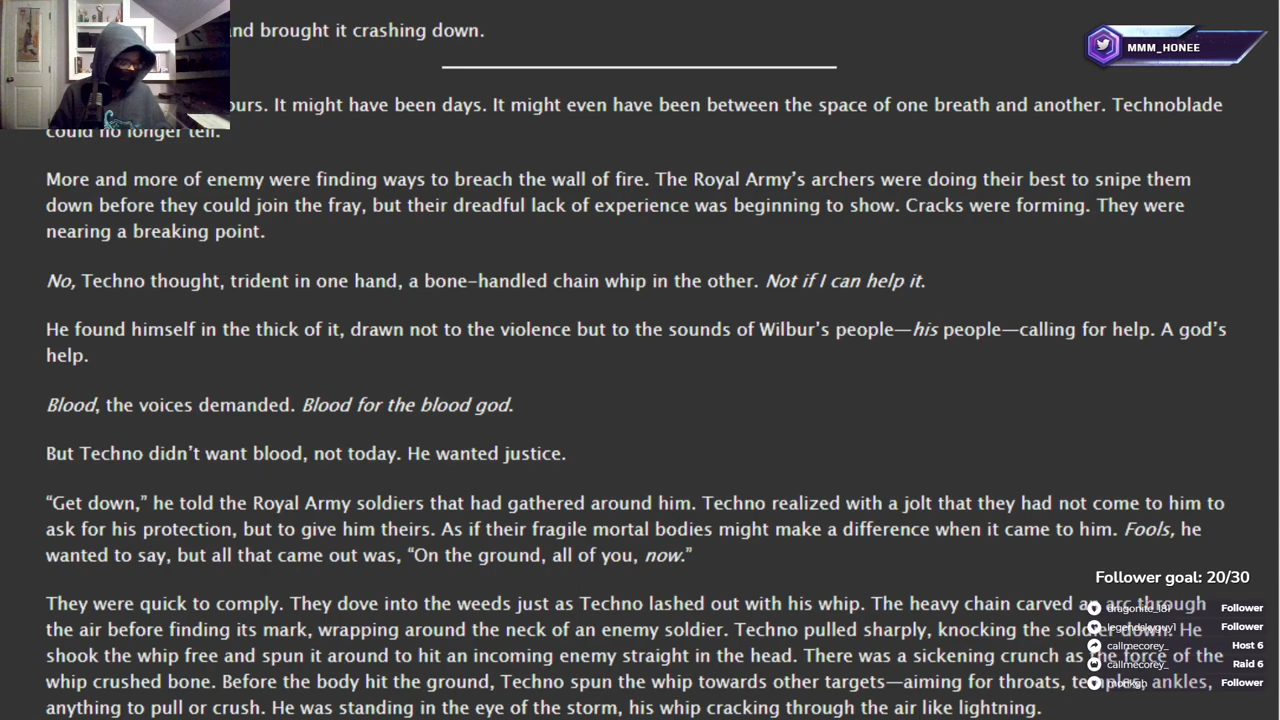 nd brought it crashing down.
MMM_HONEE
ours. It might have been days. It might even have been between the space of one breath and another. Technoblade
could no longer tell.
More and more of enemy were finding ways to breach the wall of fire. The Royal Army’s archers were doing their best to snipe them
down before they could join the fray, but their dreadful lack of experience was beginning to show. Cracks were forming. They were
nearing a breaking point.
No, Techno thought, trident in one hand, a bone-handled chain whip in the other. Not if I can help it.
He found himself in the thick of it, drawn not to the violence but to the sounds of Wilbur’s people—his people—calling for help. A god’s
help.
Blood, the voices demanded. Blood for the blood god.
But Techno didn’t want blood, not today. He wanted justice.
“Get down,” he told the Royal Army soldiers that had gathered around him. Techno realized with a jolt that they had not come to him to
ask for his protection, but to give him theirs. As if their fragile mortal bodies might make a difference when it came to him. Fools, he
wanted to say, but all that came out was, “On the ground, all of you, now.”
Follower goal: 20/30
They were quick to comply. They dove into the weeds just as Techno lashed out with his whip. The heavy chain carved an arc through
the air before finding its mark, wrapping around the neck of an enemy soldier. Techno pulled sharply, knocking the soldier down. He
shook the whip free and spun it around to hit an incoming enemy straight in the head. There was a sickening crunch as the force of the
whip crushed bone. Before the body hit the ground, Techno spun the whip towards other targets—aiming for throats, temples, ankles,
anything to pull or crush. He was standing in the eye of the storm, his whip cracking through the air like lightning.
Follower
Follower
callmecorey_ Host 6
callmecorey_ Raid 6
Follower